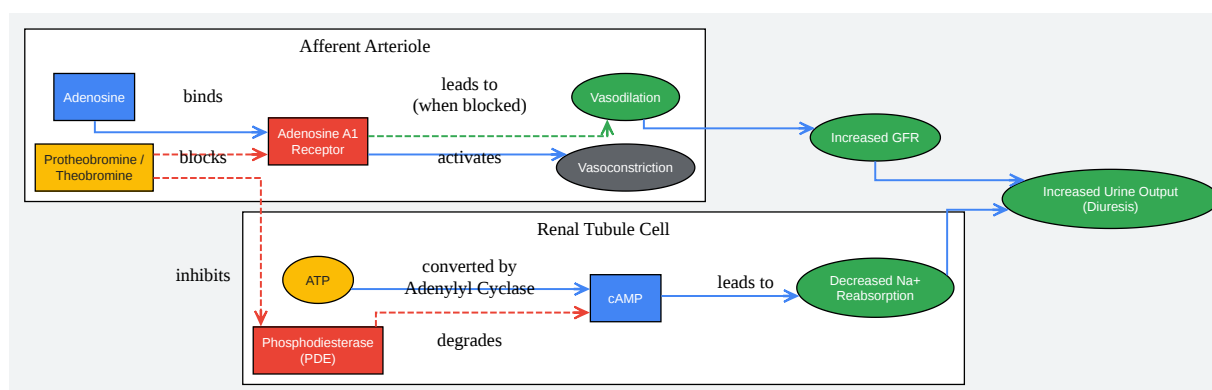 Afferent Arteriole
Adenosine
binds
leads to
(when blocked)
Vasodilation
Adenosine A1
Receptor
Increased GFR
Protheobromine /
Theobromine
blocks
activates
Vasoconstriction
Increased Urine Output
(Diuresis)
Renal Tubule Cell
inhibits
ATP
converted by
Adenylyl Cyclase
cAMP
leads to
Decreased Na+
Reabsorption
Phosphodiesterase
(PDE)
degrades